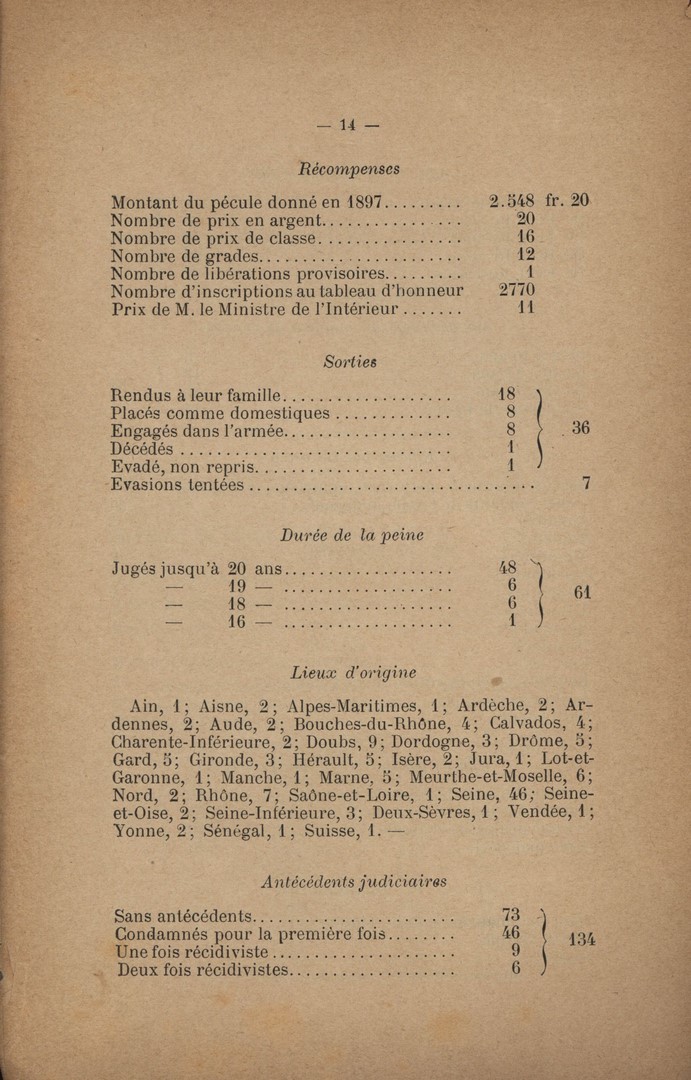 — 14 —
Récompenses
Montant du pécule donné en 1897......... 2.548 fr. 20
Nombre de prix en argent................ 20
Nombre de prix de classe................. 16
Nombre de grades........................ 12
Nombre de libérations provisoires......... 1
Nombre d'inscriptions au tableau d'honneur 2770
Prix de M. le Ministre de l'Intérieur....... 11
Sorties
Rendus à leur famille................... 18
Placés comme domestiques............. 8
Engagés dans l'armée................... 8 } 36
Décédés............................... 1
Evadé, non repris...................... 1
Evasions tentées................................ 7
Durée de la peine
Jugés jusqu'à 20 ans................... 48
— 19 — ................... 6 } 61
— 18 — ................... 6
— 16 — ................... 1
Lieux d'origine
Ain, 1; Aisne, 2; Alpes-Maritimes, 1; Ardèche, 2; Ar-
dennes, 2; Aude, 2; Bouches-du-Rhône, 4; Calvados, 4;
Charente-Inférieure, 2; Doubs, 9; Dordogne, 3; Drôme, 5;
Gard, 5; Gironde, 3; Hérault, 5; Isère, 2; Jura, 1; Lot-et-
Garonne, 1; Manche, 1; Marne, 5; Meurthe-et-Moselle, 6;
Nord, 2; Rhône, 7; Saône-et-Loire, 1; Seine, 46; Seine-
et-Oise, 2; Seine-Inférieure, 3; Deux-Sèvres, 1; Vendée, 1;
Yonne, 2; Sénégal, 1; Suisse, 1. —
Antécédents judiciaires
Sans antécédents....................... 73
Condamnés pour la première fois........ 46 } 134
Une fois récidiviste..................... 9
Deux fois récidivistes................... 6